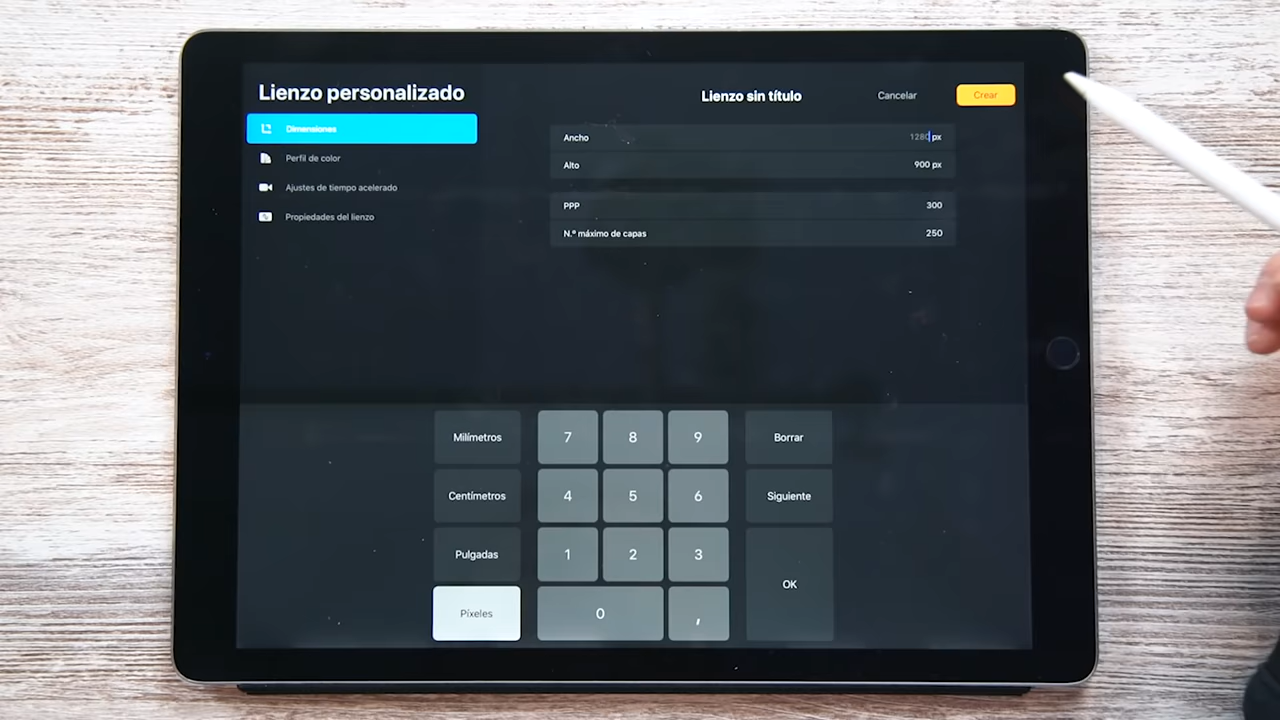 Lienzo personalizado
Lienzo sin título
Cancelar
Crear
Dimensiones
Perfil de color
Ajustes de tiempo acelerado
Propiedades del lienzo
Ancho 1280 px
Alto 900 px
PPP 300
N.º máximo de capas 250
Milímetros 7 8 9 Borrar
Centímetros 4 5 6 Siguiente
Pulgadas 1 2 3 OK
Píxeles 0 ,